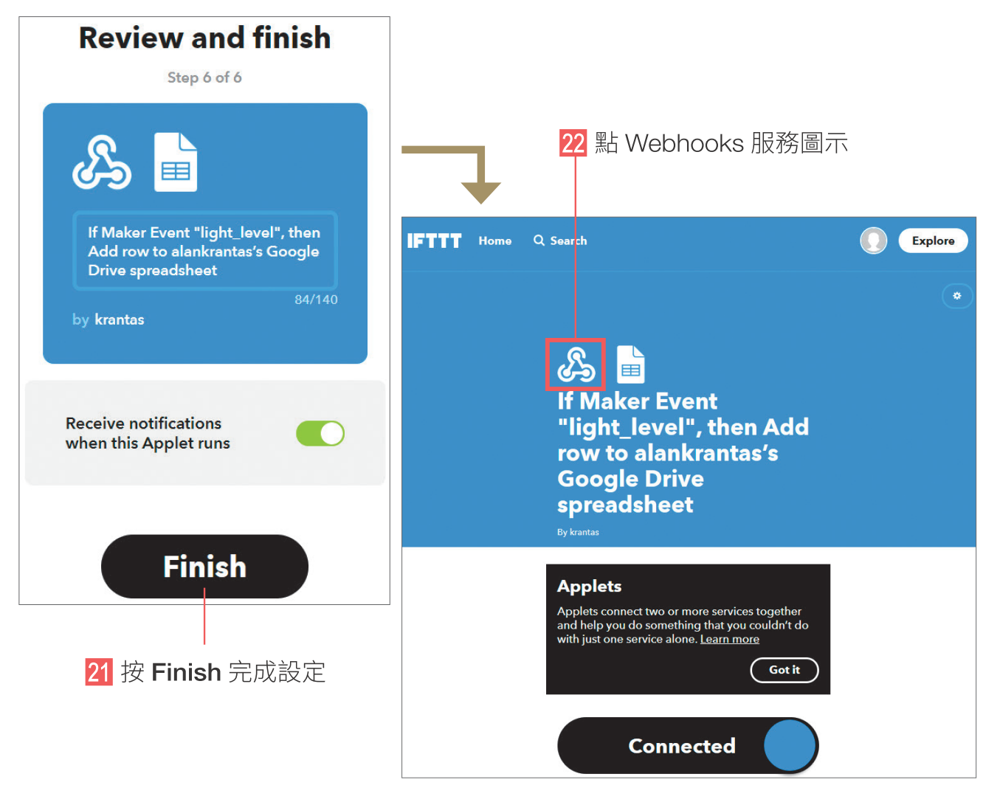 Review and finish
Step 6 of 6
If Maker Event "light_level", then
Add row to alankrantas's Google
Drive spreadsheet
84/140
by krantas
Receive notifications
when this Applet runs
Finish
21 按 Finish 完成設定
22 點 Webhooks 服務圖示
IFTTT Home Search Explore
If Maker Event
"light_level", then Add
row to alankrantas's
Google Drive
spreadsheet
By krantas
Applets
Applets connect two or more services together
and help you do something that you couldn't do
with just one service alone. Learn more
Got it
Connected